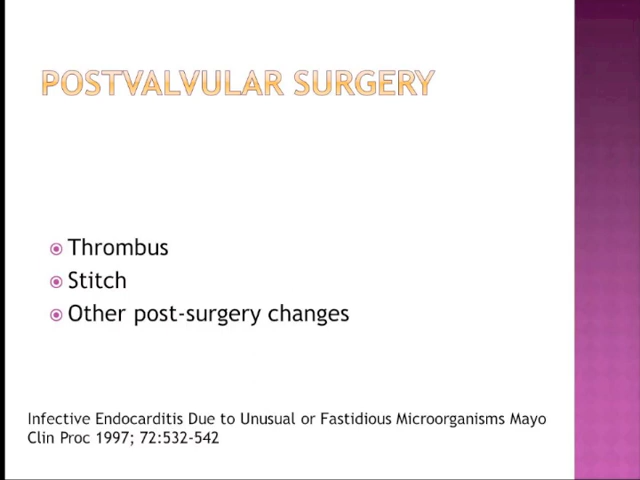 POSTVALVULAR SURGERY
Thrombus
Stitch
Other post-surgery changes
Infective Endocarditis Due to Unusual or Fastidious Microorganisms Mayo
Clin Proc 1997; 72:532-542